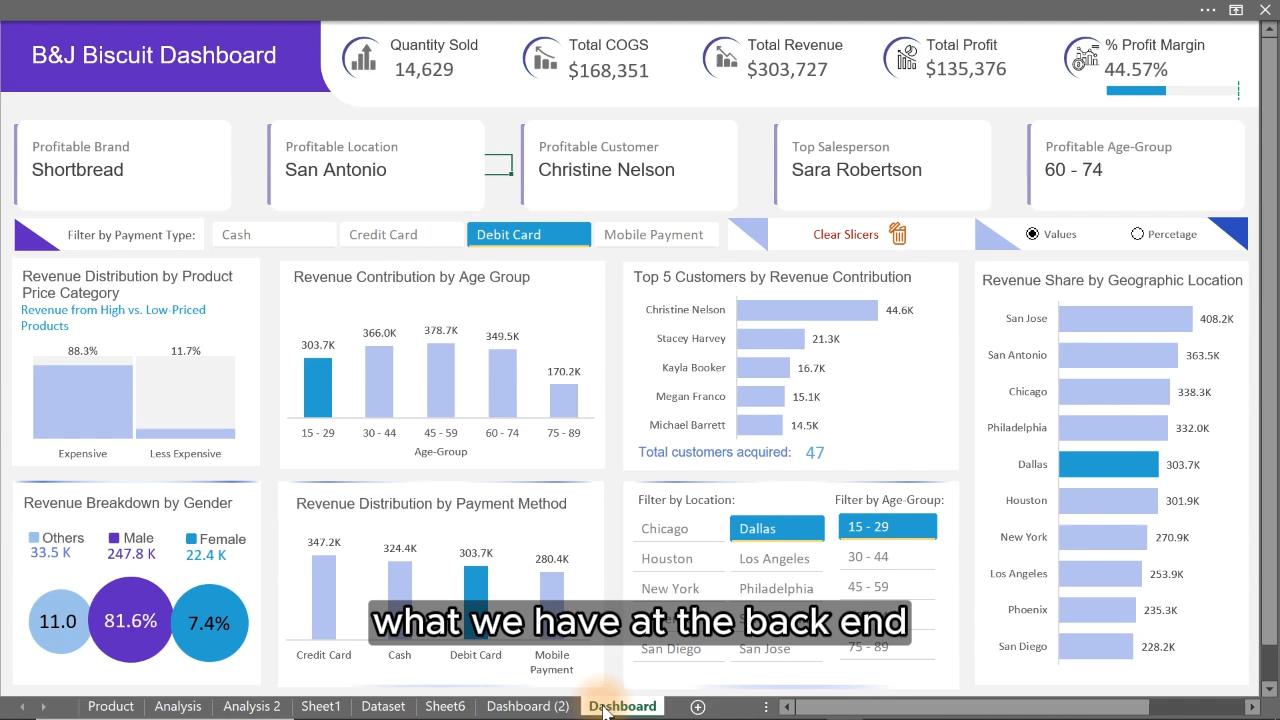 B&J Biscuit Dashboard
Quantity Sold
14,629
Total COGS
$168,351
Total Revenue
$303,727
Total Profit
$135,376
% Profit Margin
44.57%
Profitable Brand
Shortbread
Profitable Location
San Antonio
Profitable Customer
Christine Nelson
Top Salesperson
Sara Robertson
Profitable Age-Group
60 - 74
Filter by Payment Type:
Cash
Credit Card
Debit Card
Mobile Payment
Clear Slicers
Values
Percetage
Revenue Distribution by Product
Price Category
Revenue from High vs. Low-Priced
Products
88.3%
11.7%
Expensive
Less Expensive
Revenue Contribution by Age Group
303.7K
366.0K
378.7K
349.5K
170.2K
15 - 29
30 - 44
45 - 59
60 - 74
75 - 89
Age-Group
Top 5 Customers by Revenue Contribution
Christine Nelson 44.6K
Stacey Harvey 21.3K
Kayla Booker 16.7K
Megan Franco 15.1K
Michael Barrett 14.5K
Total customers acquired: 47
Revenue Share by Geographic Location
San Jose 408.2K
San Antonio 363.5K
Chicago 338.3K
Philadelphia 332.0K
Dallas 303.7K
Houston 301.9K
New York 270.9K
Los Angeles 253.9K
Phoenix 235.3K
San Diego 228.2K
Revenue Breakdown by Gender
Others
33.5 K
Male
247.8 K
Female
22.4 K
11.0
81.6%
7.4%
Revenue Distribution by Payment Method
347.2K
324.4K
303.7K
280.4K
Credit Card
Cash
Debit Card
Mobile
Payment
Filter by Location:
Chicago
Dallas
Houston
Los Angeles
New York
Philadelphia
San Diego
San Jose
Filter by Age-Group:
15 - 29
30 - 44
45 - 59
75 - 89
what we have at the back end
Product
Analysis
Analysis 2
Sheet1
Dataset
Sheet6
Dashboard (2)
Dashboard